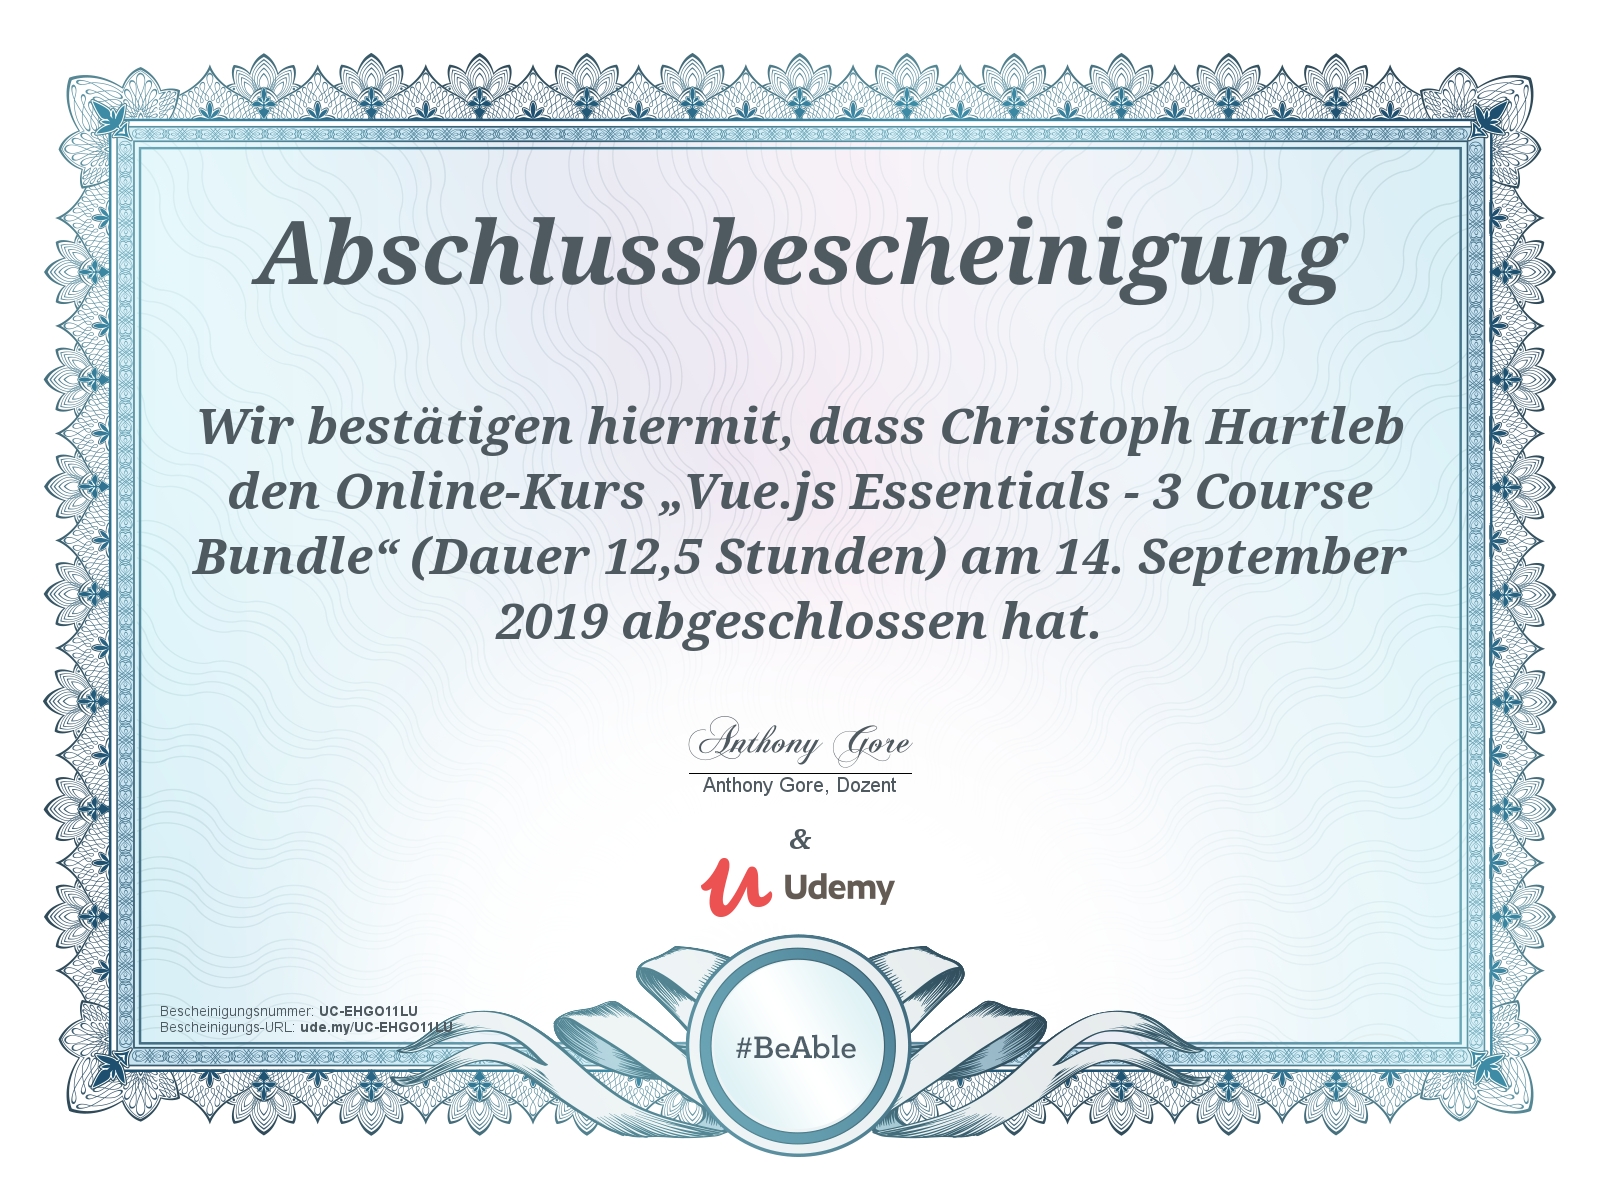 Abschlussbescheinigung
Wir bestätigen hiermit, dass Christoph Hartleb
den Online-Kurs „Vue.js Essentials - 3 Course
Bundle“ (Dauer 12,5 Stunden) am 14. September
2019 abgeschlossen hat.
Anthony Gore
Anthony Gore, Dozent
&
Udemy
Bescheinigungsnummer: UC-EHGO11LU
Bescheinigungs-URL: ude.my/UC-EHGO11LU
#BeAble